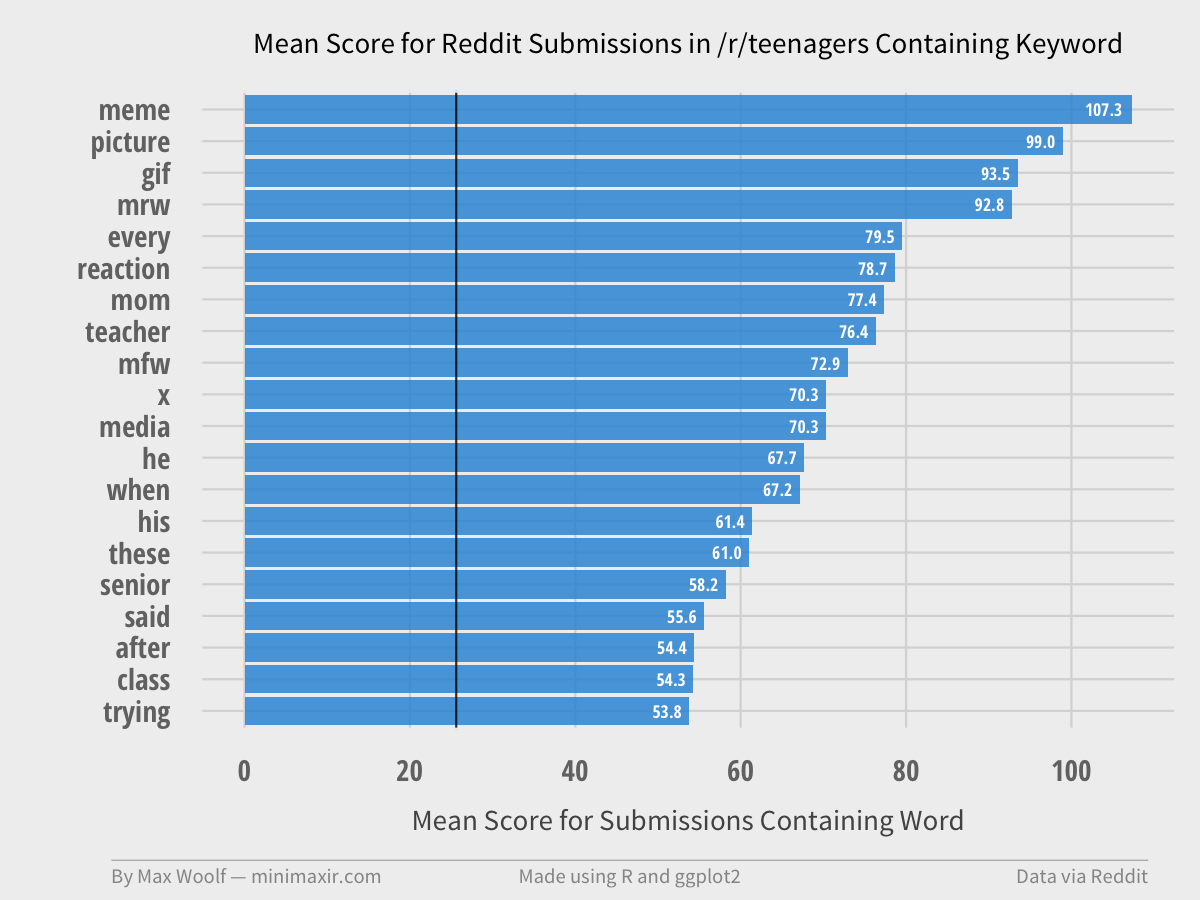 Mean Score for Reddit Submissions in /r/teenagers Containing Keyword
meme 107.3
picture 99.0
gif 93.5
mrw 92.8
every 79.5
reaction 78.7
mom 77.4
teacher 76.4
mfw 72.9
x 70.3
media 70.3
he 67.7
when 67.2
his 61.4
these 61.0
senior 58.2
said 55.6
after 54.4
class 54.3
trying 53.8
0 20 40 60 80 100
Mean Score for Submissions Containing Word
By Max Woolf — minimaxir.com Made using R and ggplot2 Data via Reddit